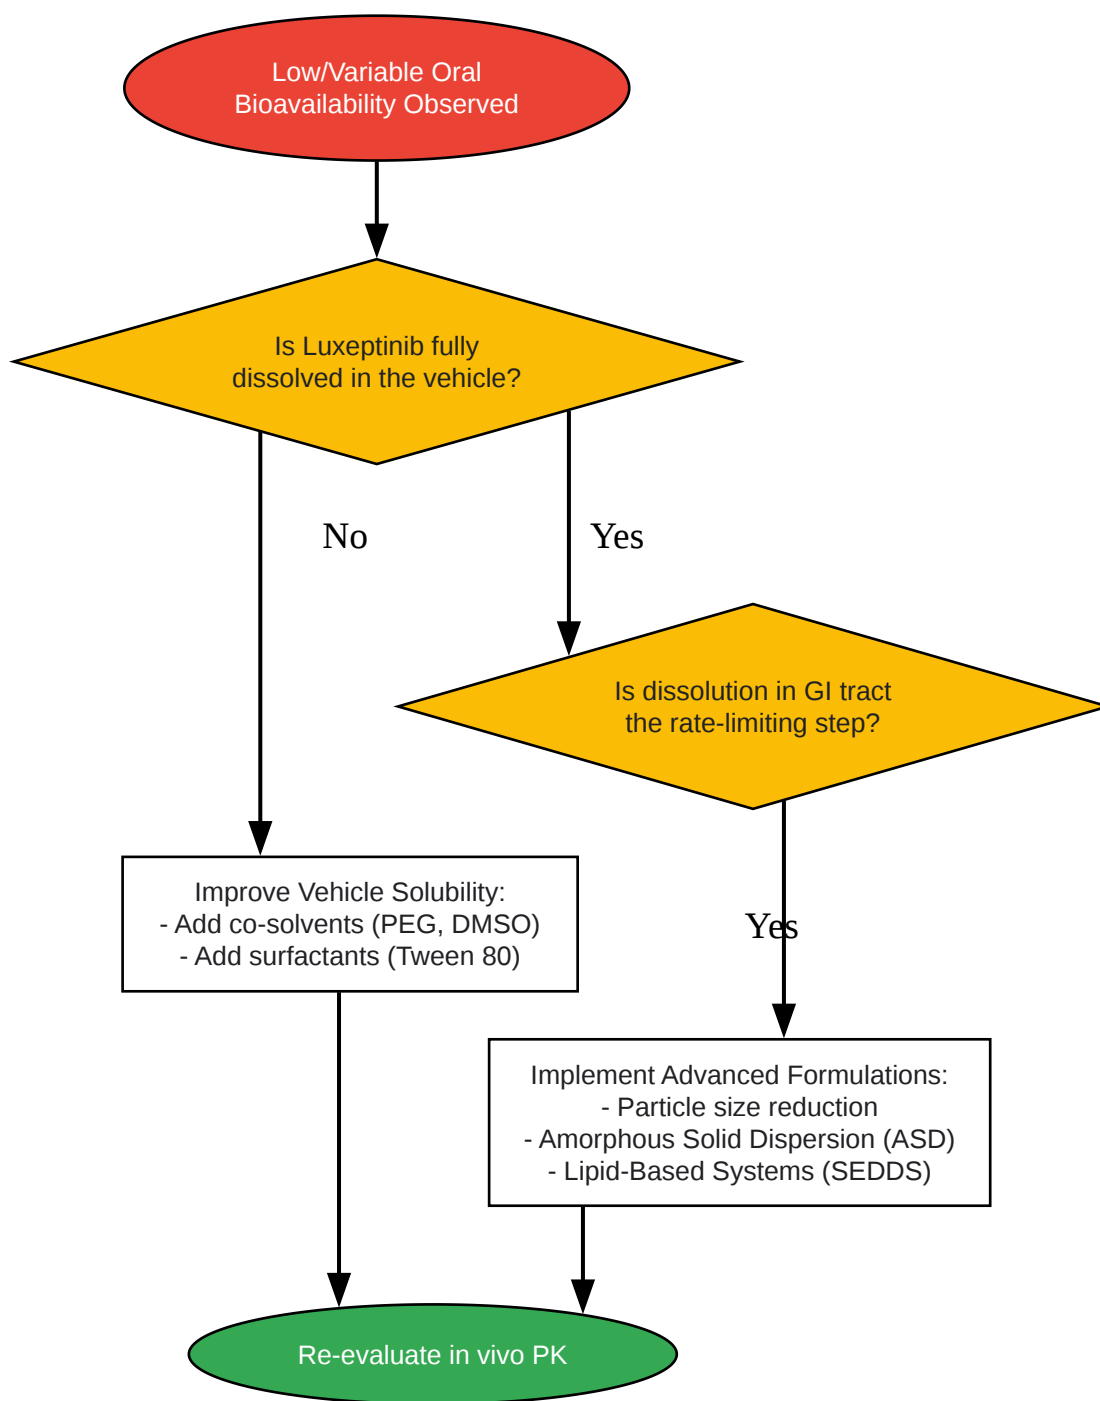 Low/Variable Oral
Bioavailability Observed
Is Luxeptinib fully
dissolved in the vehicle?
No
Yes
Is dissolution in GI tract
the rate-limiting step?
Improve Vehicle Solubility:
- Add co-solvents (PEG, DMSO)
- Add surfactants (Tween 80)
Yes
Implement Advanced Formulations:
- Particle size reduction
- Amorphous Solid Dispersion (ASD)
- Lipid-Based Systems (SEDDS)
Re-evaluate in vivo PK